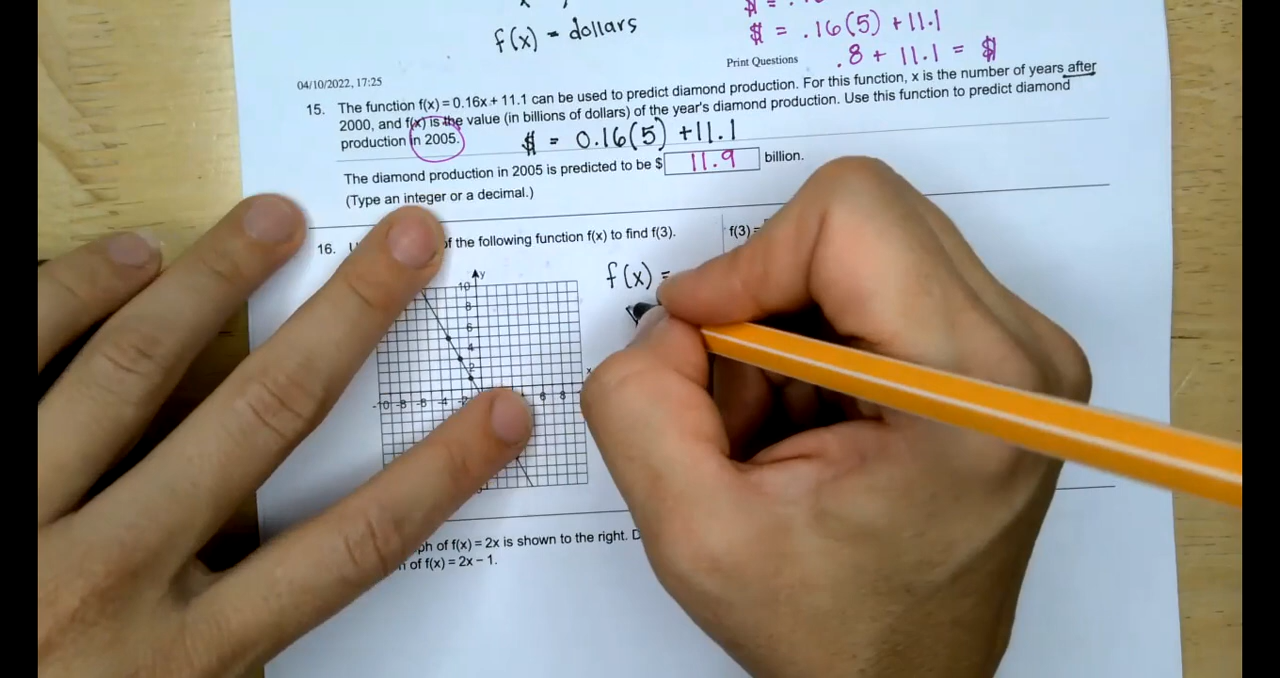 f(x) = dollars
$ = .16(5) + 11.1
.8 + 11.1 = $
Print Questions
04/10/2022, 17:25
15. The function f(x) = 0.16x + 11.1 can be used to predict diamond production. For this function, x is the number of years after
2000, and f(x) is the value (in billions of dollars) of the year's diamond production. Use this function to predict diamond
production in 2005.
$ = 0.16(5) + 11.1
The diamond production in 2005 is predicted to be $ 11.9 billion.
(Type an integer or a decimal.)
16. of the following function f(x) to find f(3).
f(3) =
f(x) =
y
10
8
6
4
2
x
-10 -8 -6 -4 -2 6 8
of f(x) = 2x is shown to the right.
of f(x) = 2x – 1.